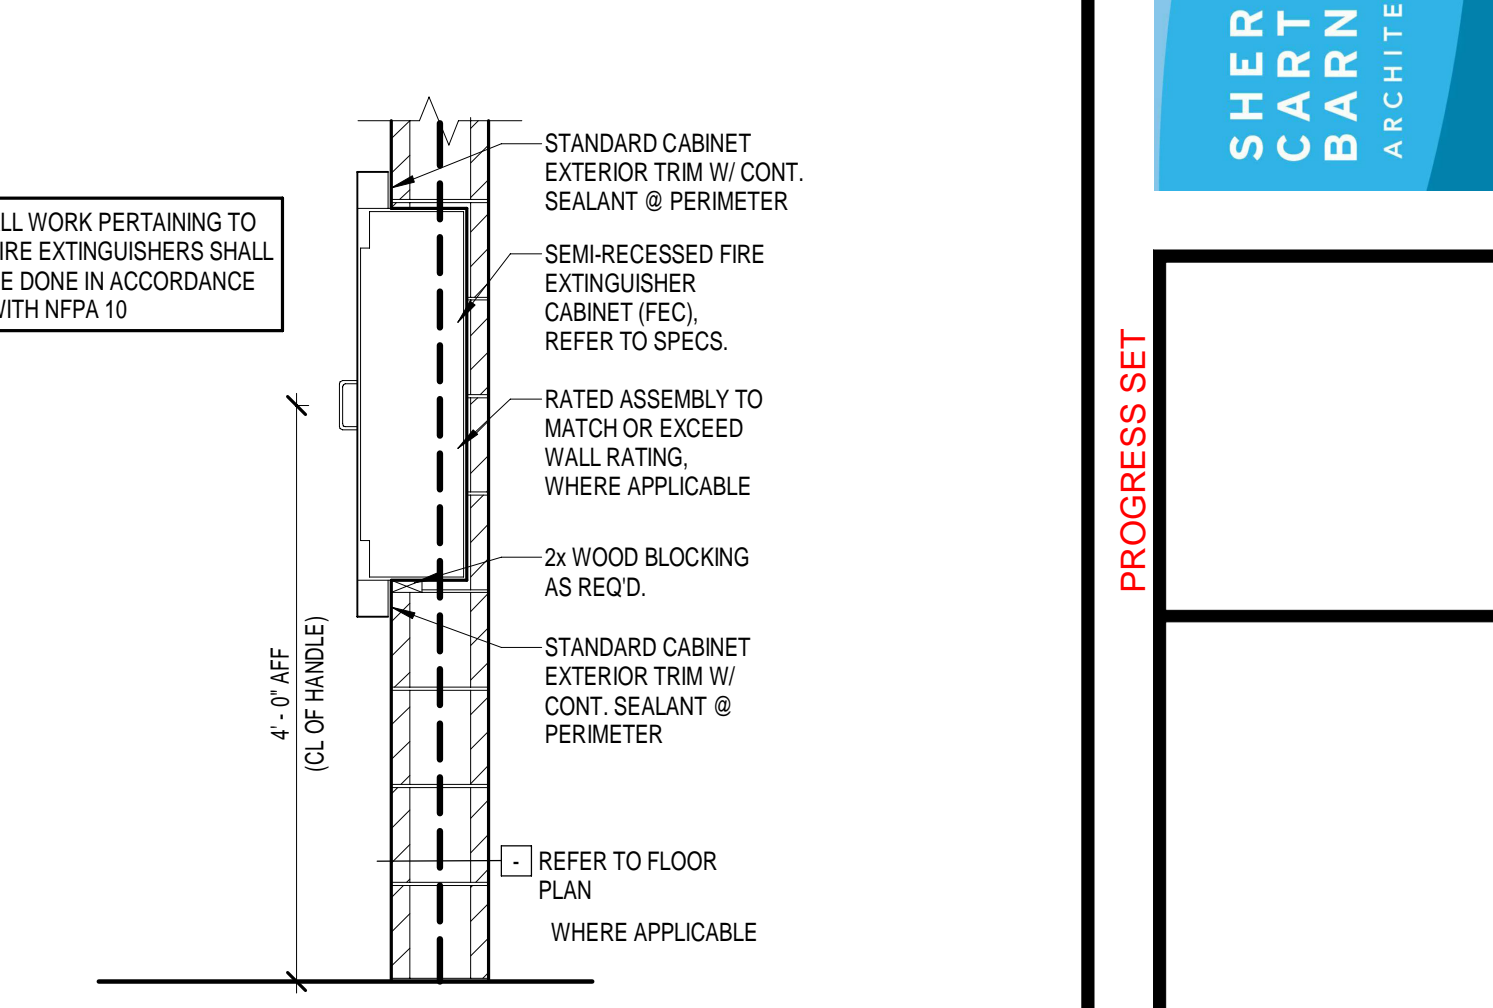 LL WORK PERTAINING TO
IRE EXTINGUISHERS SHALL
E DONE IN ACCORDANCE
WITH NFPA 10
STANDARD CABINET
EXTERIOR TRIM W/ CONT.
SEALANT @ PERIMETER
SEMI-RECESSED FIRE
EXTINGUISHER
CABINET (FEC),
REFER TO SPECS.
RATED ASSEMBLY TO
MATCH OR EXCEED
WALL RATING,
WHERE APPLICABLE
2x WOOD BLOCKING
AS REQ'D.
STANDARD CABINET
EXTERIOR TRIM W/
CONT. SEALANT @
PERIMETER
4' - 0" AFF
(CL OF HANDLE)
- REFER TO FLOOR
PLAN
WHERE APPLICABLE
PROGRESS SET
SHER
CART
BARN
ARCHITE